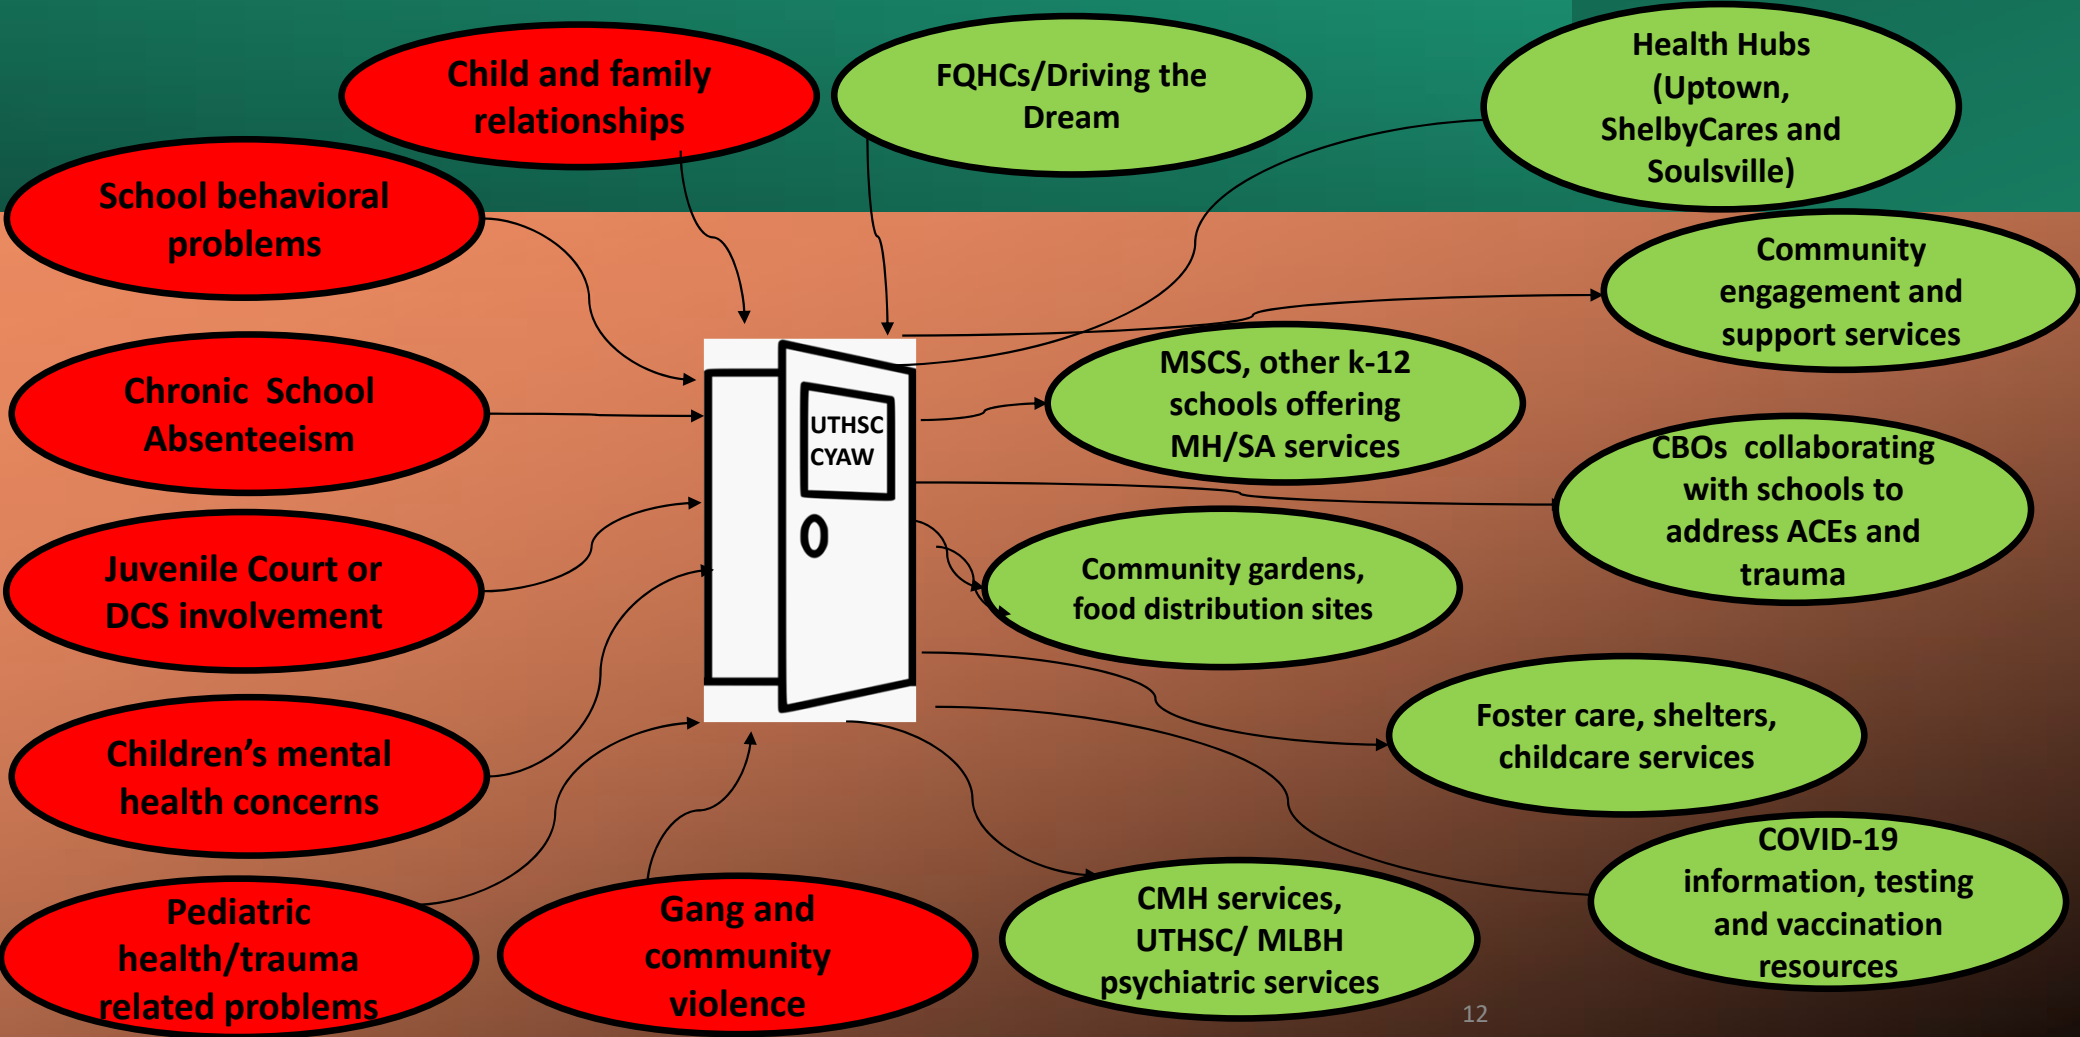 Child and family
relationships
FQHCs/Driving the
Dream
Health Hubs
(Uptown,
ShelbyCares and
Soulsville)
School behavioral
problems
Community
engagement and
support services
Chronic  School
Absenteeism
MSCS, other k-12
schools offering
MH/SA services
UTHSC
CYAW
CBOs  collaborating
with schools to
address ACEs and
trauma
Juvenile Court or
DCS involvement
Community gardens,
food distribution sites
Children’s mental
health concerns
Foster care, shelters,
childcare services
Pediatric
health/trauma
related problems
Gang and
community
violence
CMH services,
UTHSC/ MLBH
psychiatric services
COVID-19
information, testing
and vaccination
resources
12